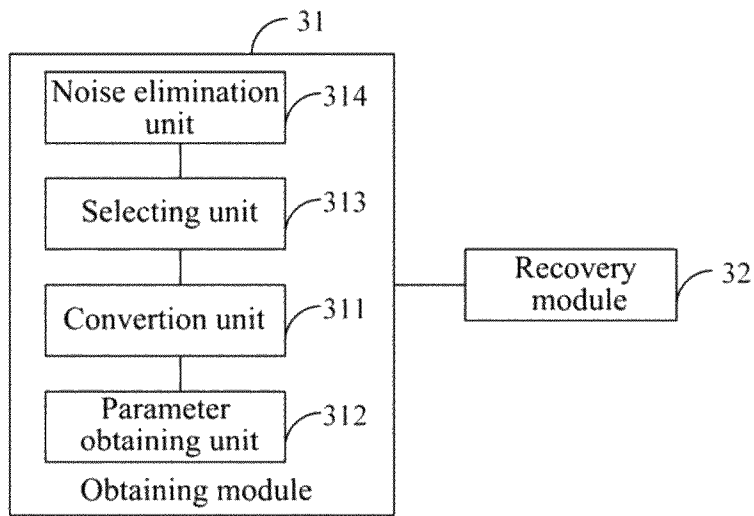 31
Noise elimination
unit
314
Selecting unit
313
Convertion unit
311
Parameter
obtaining unit
312
Obtaining module
Recovery
module
32